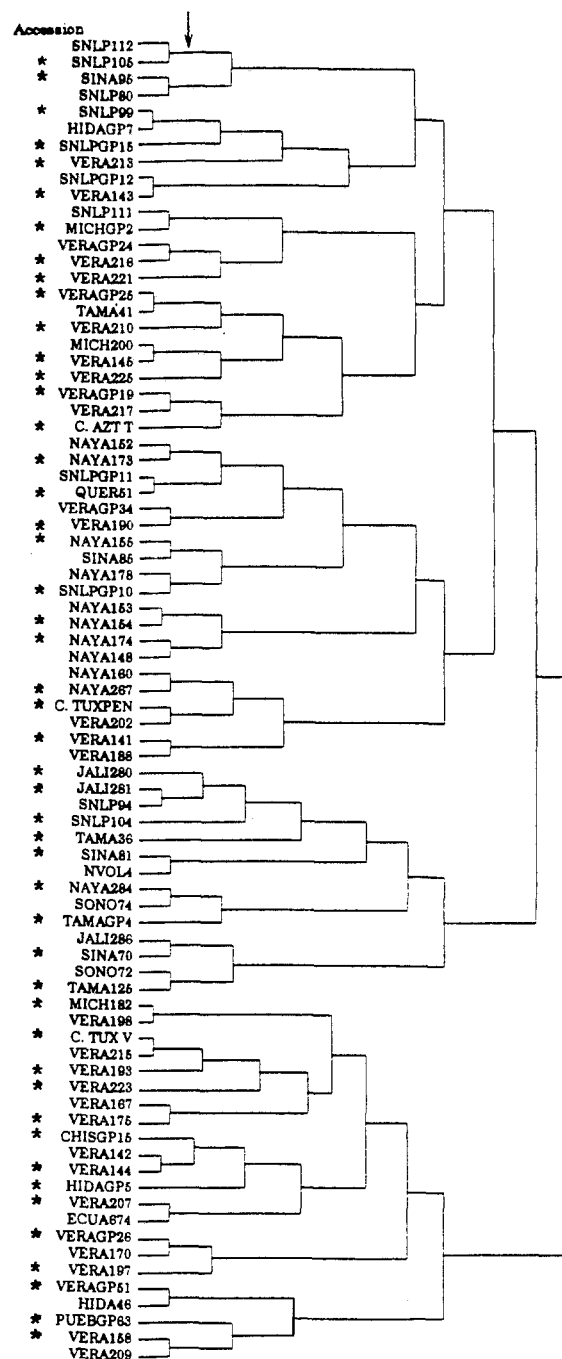 Accession
SNLP112
* SNLP105
* SINA95
SNLP80
* SNLP99
HIDAGP7
* SNLPGP15
* VERA213
SNLPGP12
* VERA143
SNLP111
* MICHGP2
VERAGP24
* VERA216
* VERA221
* VERAGP25
TAMA41
* VERA210
MICH200
* VERA145
* VERA225
* VERAGP19
VERA217
* C. AZT T
NAYA152
* NAYA173
SNLPGP11
* QUER51
VERAGP34
* VERA190
* NAYA155
SINA85
NAYA178
* SNLPGP10
NAYA153
* NAYA154
* NAYA174
NAYA148
NAYA160
* NAYA267
* C. TUXPEN
VERA202
* VERA141
VERA188
* JALI280
* JALI281
SNLP94
* SNLP104
* TAMA36
* SINA81
NVOL4
* NAYA284
SONO74
* TAMAGP4
JALI286
* SINA70
SONO72
* TAMA125
* MICH182
VERA198
* C. TUX V
VERA215
* VERA193
* VERA223
VERA167
* VERA175
* CHISGP15
VERA142
* VERA144
* HIDAGP5
* VERA207
ECUA674
* VERAGP26
VERA170
* VERA197
* VERAGP51
HIDA46
* PUEBGP63
* VERA158
VERA209